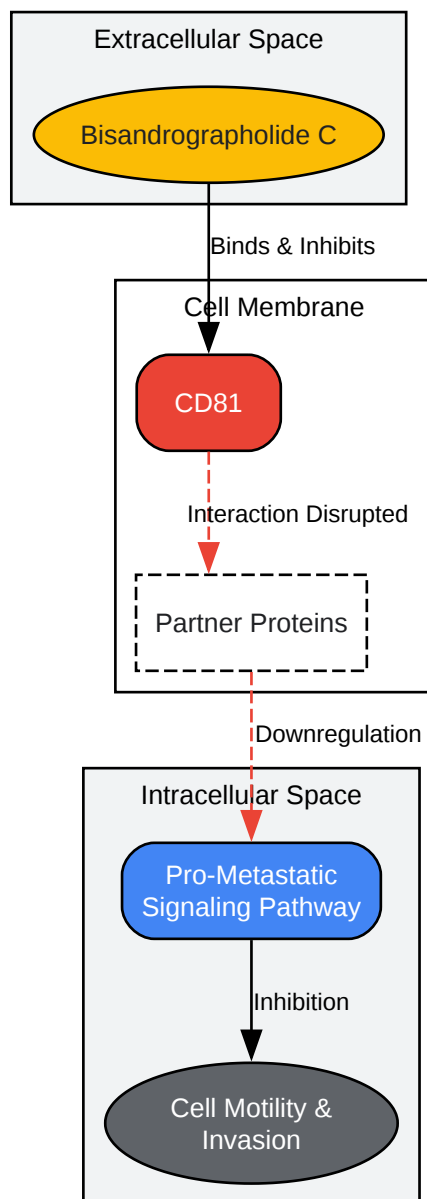 Extracellular Space
Bisandrographolide C
Binds & Inhibits
Cell Membrane
CD81
Interaction Disrupted
Partner Proteins
Downregulation
Intracellular Space
Pro-Metastatic
Signaling Pathway
Inhibition
Cell Motility &
Invasion